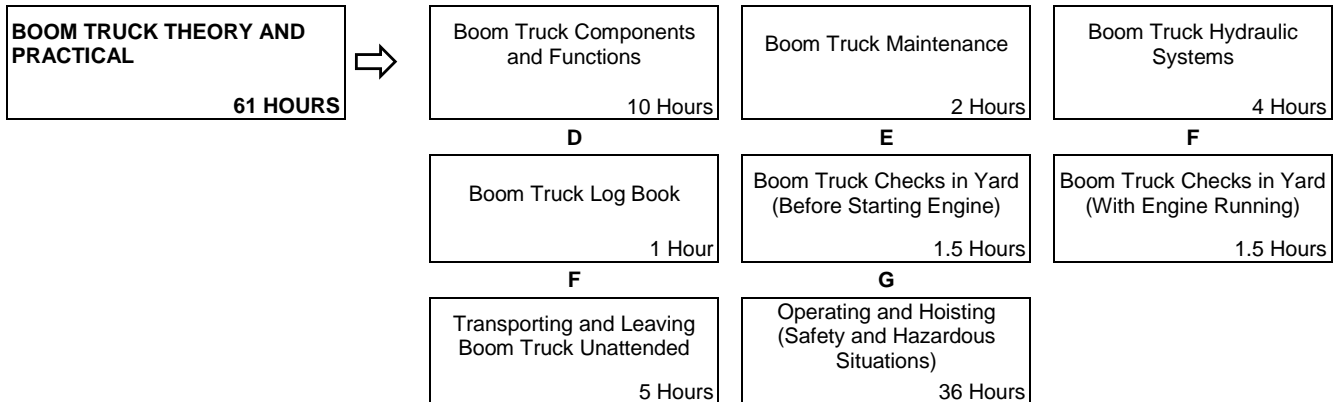 BOOM TRUCK THEORY AND
PRACTICAL
61 HOURS
Boom Truck Components
and Functions
10 Hours
Boom Truck Maintenance
2 Hours
Boom Truck Hydraulic
Systems
4 Hours
D
E
F
Boom Truck Log Book
1 Hour
Boom Truck Checks in Yard
(Before Starting Engine)
1.5 Hours
Boom Truck Checks in Yard
(With Engine Running)
1.5 Hours
F
G
Transporting and Leaving
Boom Truck Unattended
5 Hours
Operating and Hoisting
(Safety and Hazardous
Situations)
36 Hours